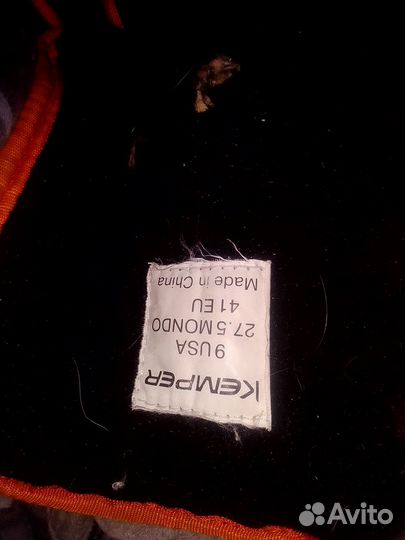 KEMPER
9 USA
27.5 MONDO
41 EU
Made in China
Avito